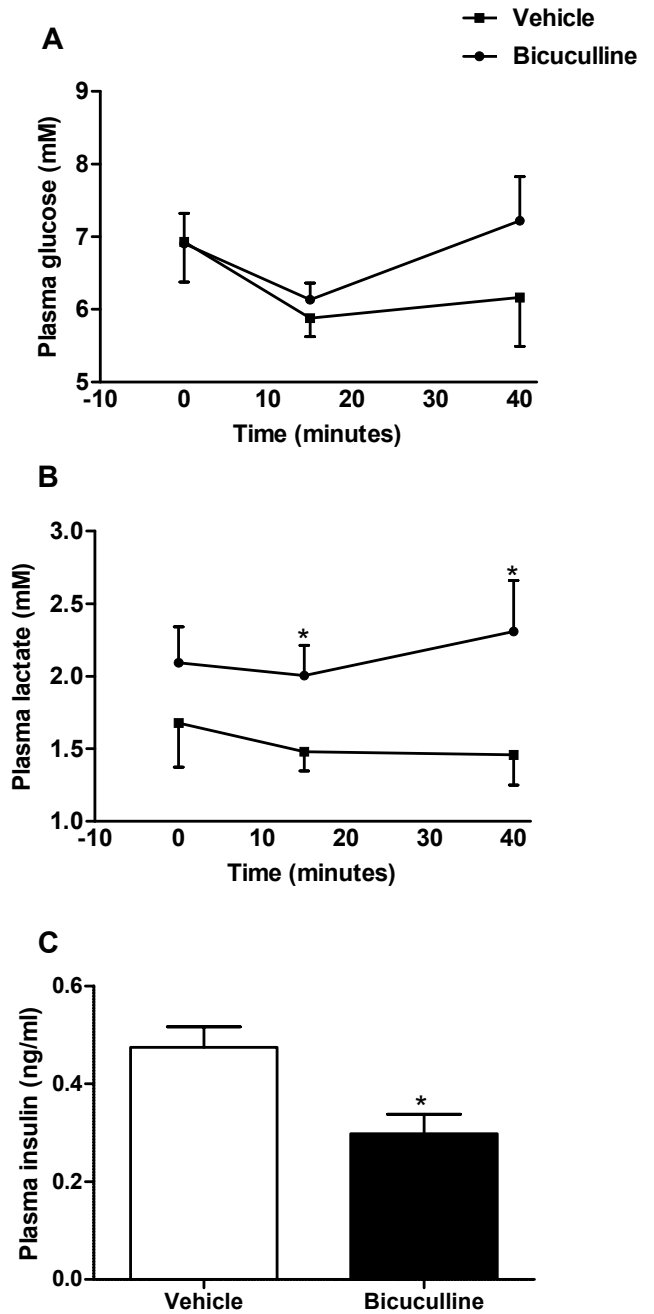 Vehicle
Bicuculline
A
Plasma glucose (mM)
9
8
7
6
5
-10 0 10 20 30 40
Time (minutes)
B
Plasma lactate (mM)
3.0
2.5
2.0
1.5
1.0
*
*
-10 0 10 20 30 40
Time (minutes)
C
Plasma insulin (ng/ml)
0.6
0.4
0.2
0.0
*
Vehicle Bicuculline